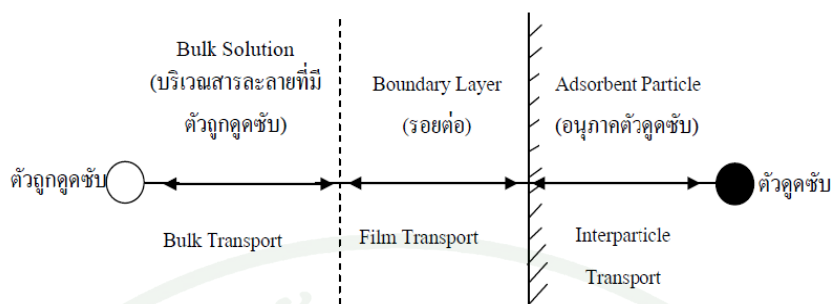 Bulk Solution
(บริเวณสารละลายที่มี
ตัวถูกดูดซับ)
Boundary Layer
(รอยต่อ)
Adsorbent Particle
(อนุภาคตัวดูดซับ)
ตัวถูกดูดซับ
ตัวดูดซับ
Bulk Transport
Film Transport
Interparticle
Transport